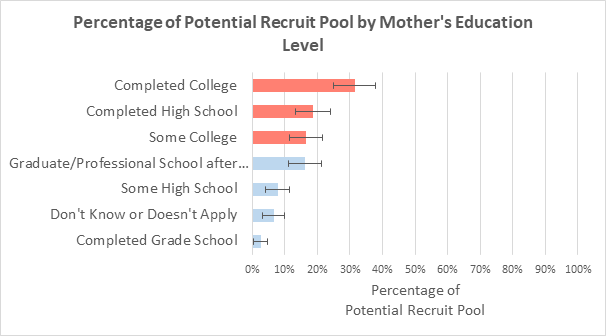 Percentage of Potential Recruit Pool by Mother's Education
Level
Completed College
Completed High School
Some College
Graduate/Professional School after...
Some High School
Don't Know or Doesn't Apply
Completed Grade School
0% 10% 20% 30% 40% 50% 60% 70% 80% 90% 100%
Percentage of
Potential Recruit Pool